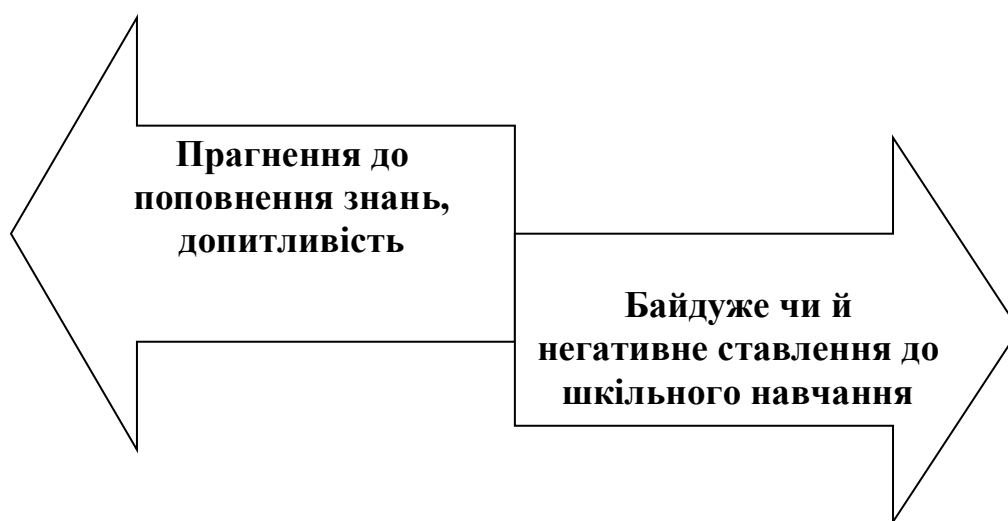 Прагнення до
поповнення знань,
допитливість
Байдуже чи й
негативне ставлення до
шкільного навчання